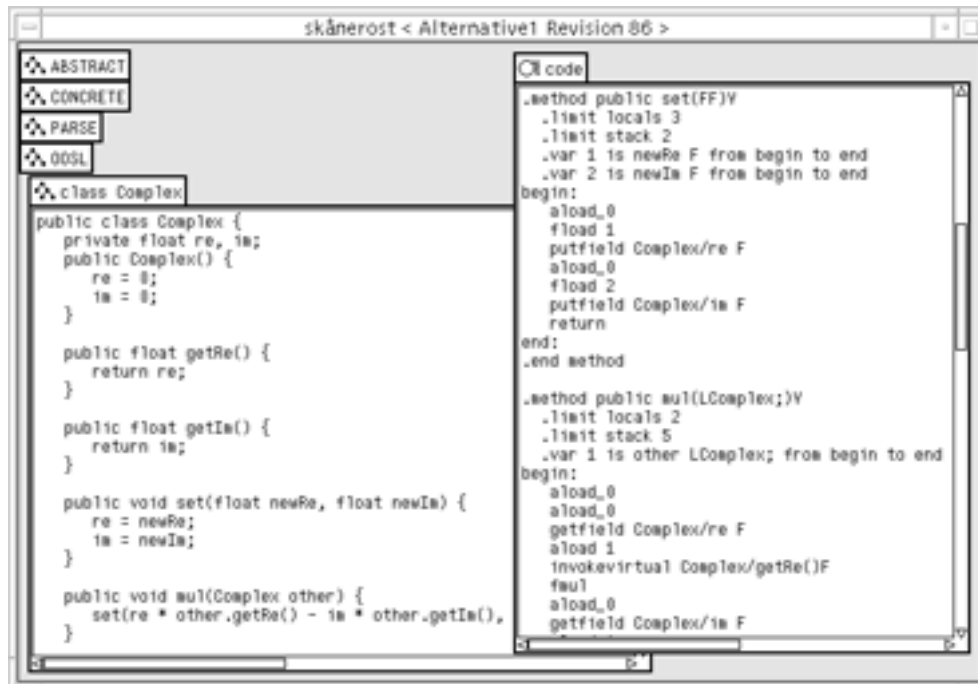 skånerost < Alternative1 Revision 86 >
ABSTRACT
CONCRETE
PARSE
OOSL
class Complex
public class Complex {
private float re, im;
public Complex() {
re = 0;
im = 0;
}
public float getRe() {
return re;
}
public float getIm() {
return im;
}
public void set(float newRe, float newIm) {
re = newRe;
im = newIm;
}
public void mul(Complex other) {
set(re * other.getRe() - im * other.getIm(),
}
code
.method public set(FF)V
.limit locals 3
.limit stack 2
.var 1 is newRe F from begin to end
.var 2 is newIm F from begin to end
begin:
aload_0
fload 1
putfield Complex/re F
aload_0
fload 2
putfield Complex/im F
return
end:
.end method
.method public mul(LComplex;)V
.limit locals 2
.limit stack 5
.var 1 is other LComplex; from begin to end
begin:
aload_0
aload_0
getfield Complex/re F
aload 1
invokevirtual Complex/getRe()F
fmul
aload_0
getfield Complex/im F